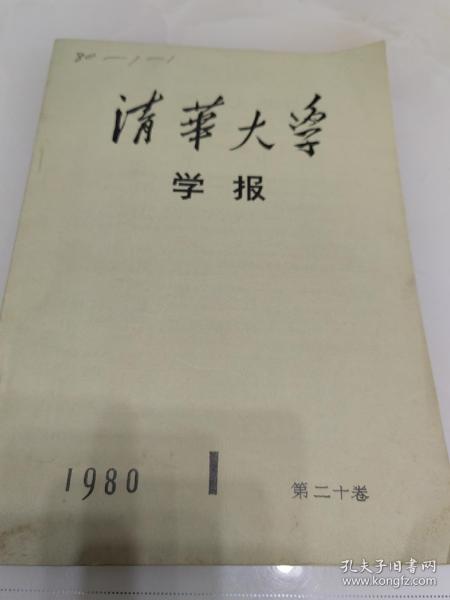 80-1-1
清華大学
学报
1980 1 第二十卷
孔夫子旧书网
www.kongfz.com